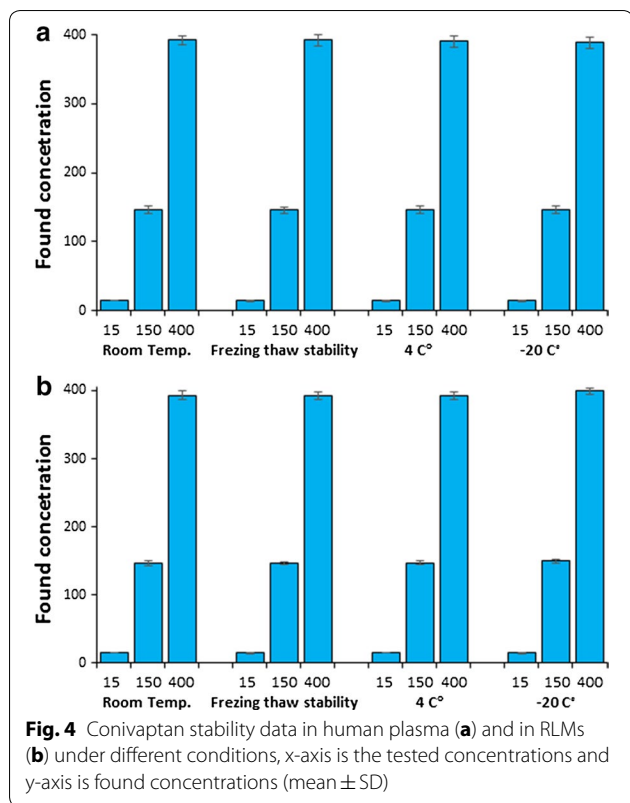 a
400
300
200
100
0
Found concetration
15 150 400 15 150 400 15 150 400 15 150 400
Room Temp. Frezing thaw stability 4 C° -20 C°
b
400
300
200
100
0
Found concetration
15 150 400 15 150 400 15 150 400 15 150 400
Room Temp. Frezing thaw stability 4 C° -20 C°
Fig. 4 Conivaptan stability data in human plasma (a) and in RLMs
(b) under different conditions, x-axis is the tested concentrations and
y-axis is found concentrations (mean ± SD)